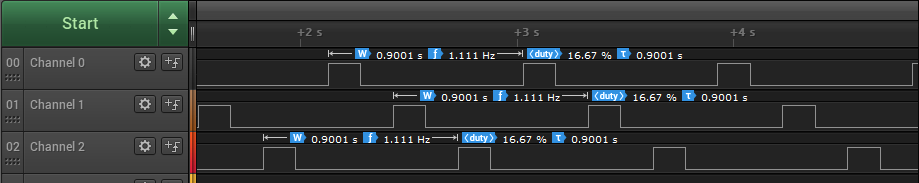 Start
+2 s +3 s +4 s
00 Channel 0 W 0.9001 s f 1.111 Hz ⟨duty⟩ 16.67 % τ 0.9001 s
01 Channel 1 W 0.9001 s f 1.111 Hz ⟨duty⟩ 16.67 % τ 0.9001 s
02 Channel 2 W 0.9001 s f 1.111 Hz ⟨duty⟩ 16.67 % τ 0.9001 s